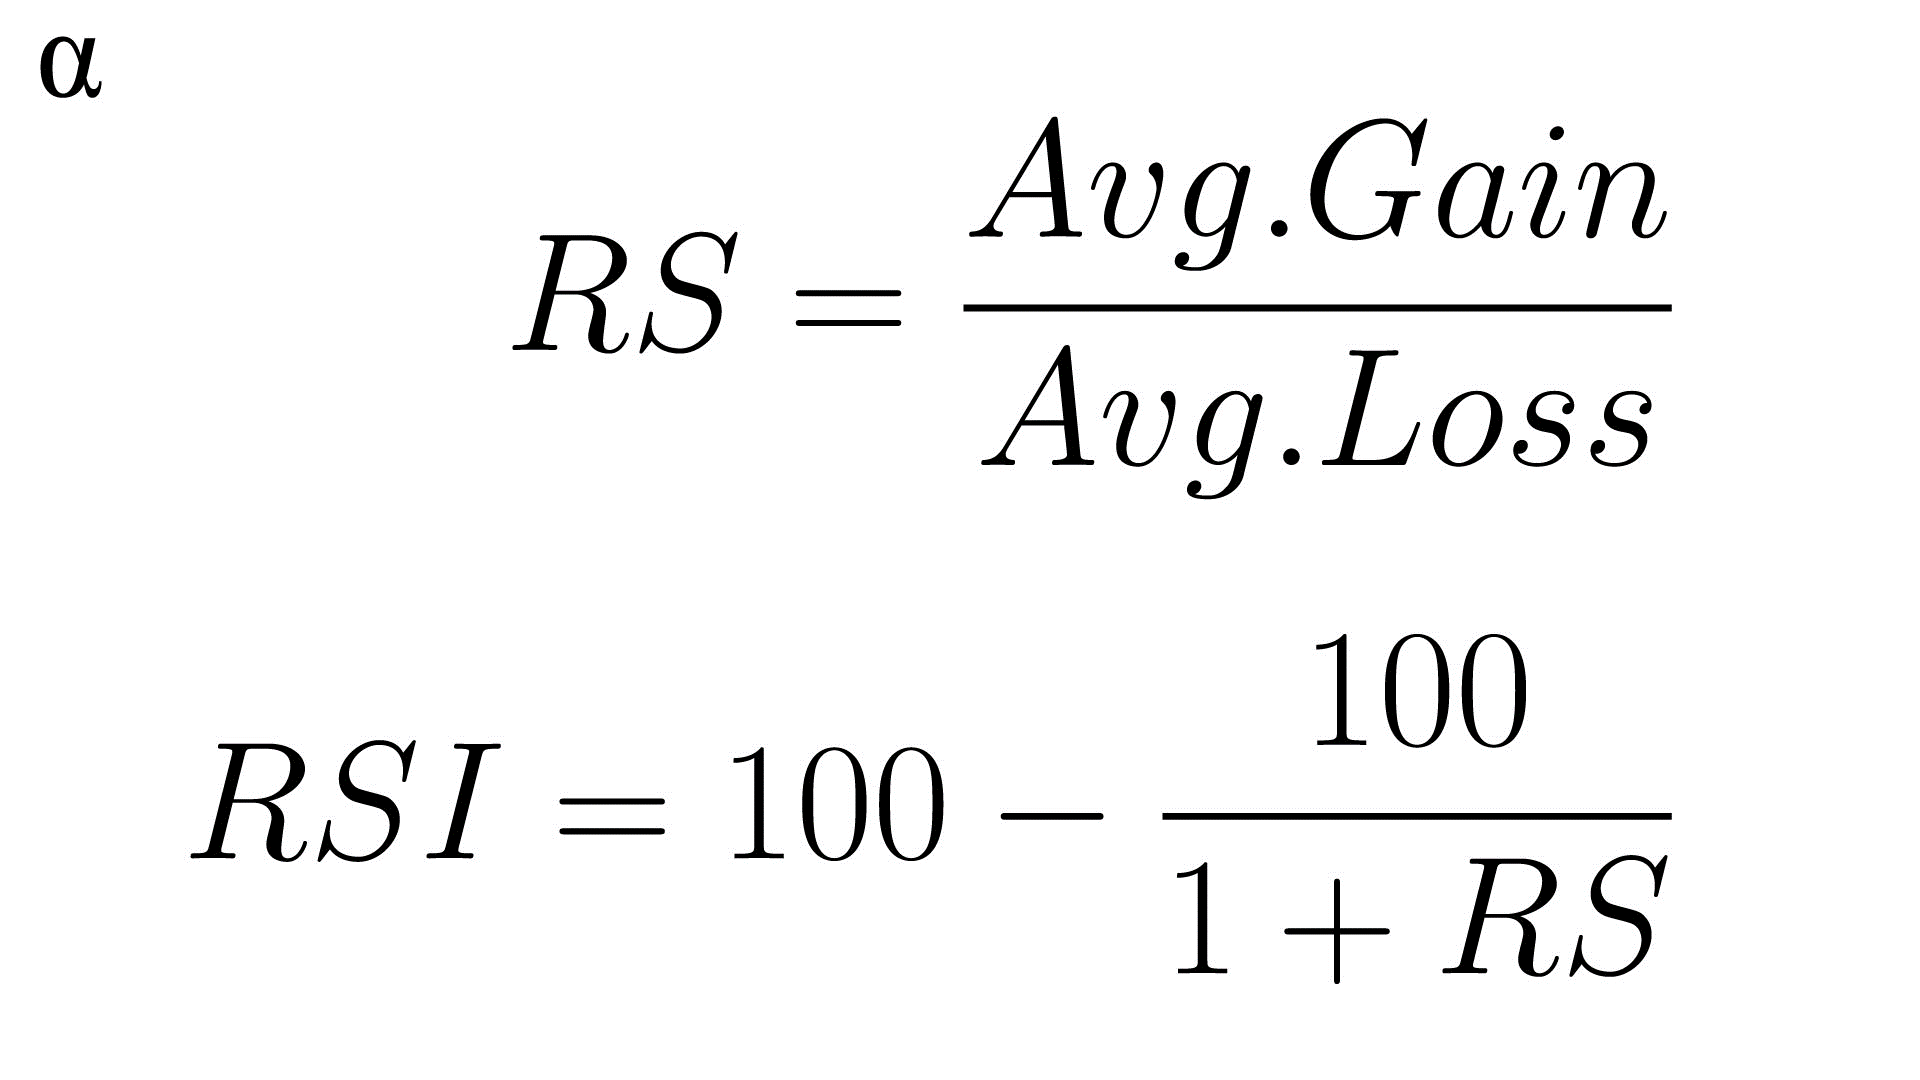 α
RS = Avg.Gain / Avg.Loss
RSI = 100 − 100 / 1 + RS